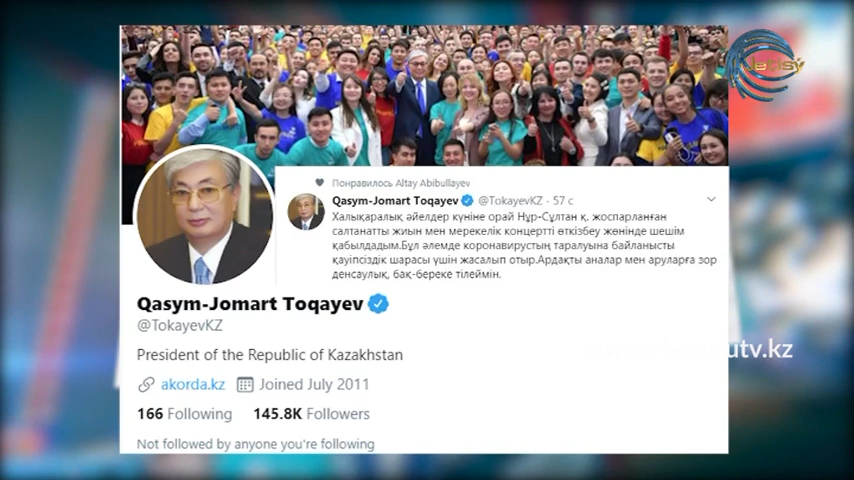 Jetisý
Понравилось Altay Abibullayev
Qasym-Jomart Toqayev @TokayevKZ · 57 с
Халықаралық әйелдер күніне орай Нұр-Сұлтан қ. жоспарланған
салтанатты жиын мен мерекелік концертті өткізбеу жөнінде шешім
қабылдадым.Бұл әлемде коронавирустың таралуына байланысты
қауіпсіздік шарасы үшін жасалып отыр.Ардақты аналар мен аруларға зор
денсаулық, бақ-береке тілеймін.
Qasym-Jomart Toqayev
@TokayevKZ
President of the Republic of Kazakhstan
akorda.kz Joined July 2011
166 Following 145.8K Followers
Not followed by anyone you're following